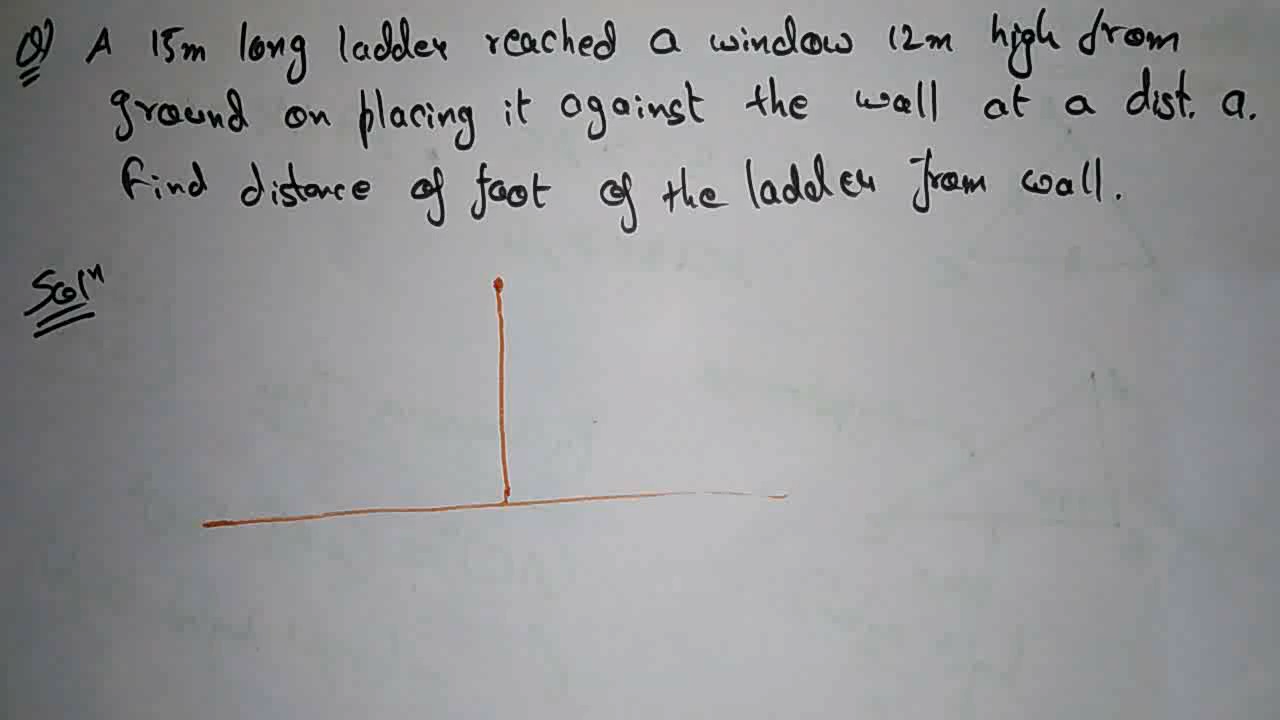 Q) A 15m long ladder reached a window 12m high from
ground on placing it against the wall at a dist. a.
Find distance of foot of the ladder from wall.
Solⁿ